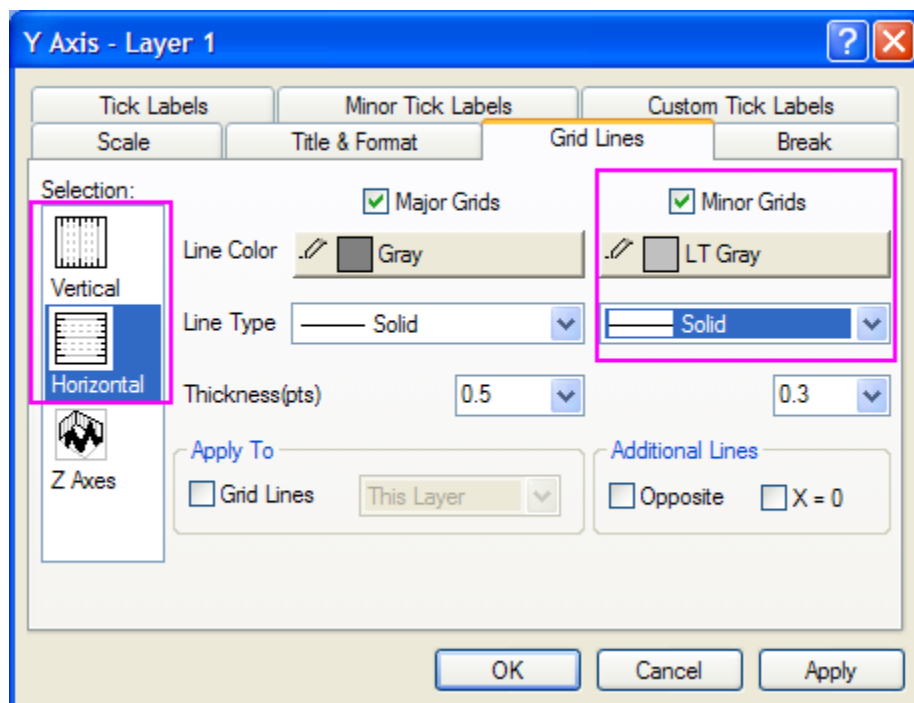 Y Axis - Layer 1
Tick Labels Minor Tick Labels Custom Tick Labels
Scale Title & Format Grid Lines Break
Selection:
Major Grids Minor Grids
Line Color Gray LT Gray
Vertical
Line Type Solid Solid
Horizontal
Thickness(pts) 0.5 0.3
Apply To Additional Lines
Z Axes
Grid Lines This Layer Opposite X = 0
OK Cancel Apply